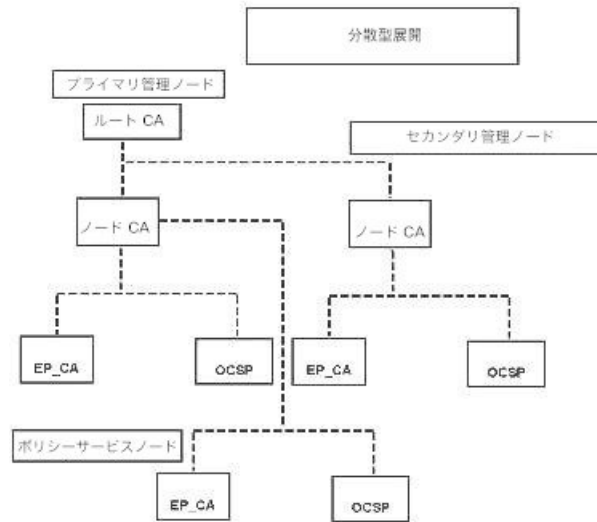 分散型展開
プライマリ管理ノード
ルート CA
セカンダリ管理ノード
ノード CA
ノード CA
EP_CA
OCSP
EP_CA
OCSP
ポリシーサービスノード
EP_CA
OCSP